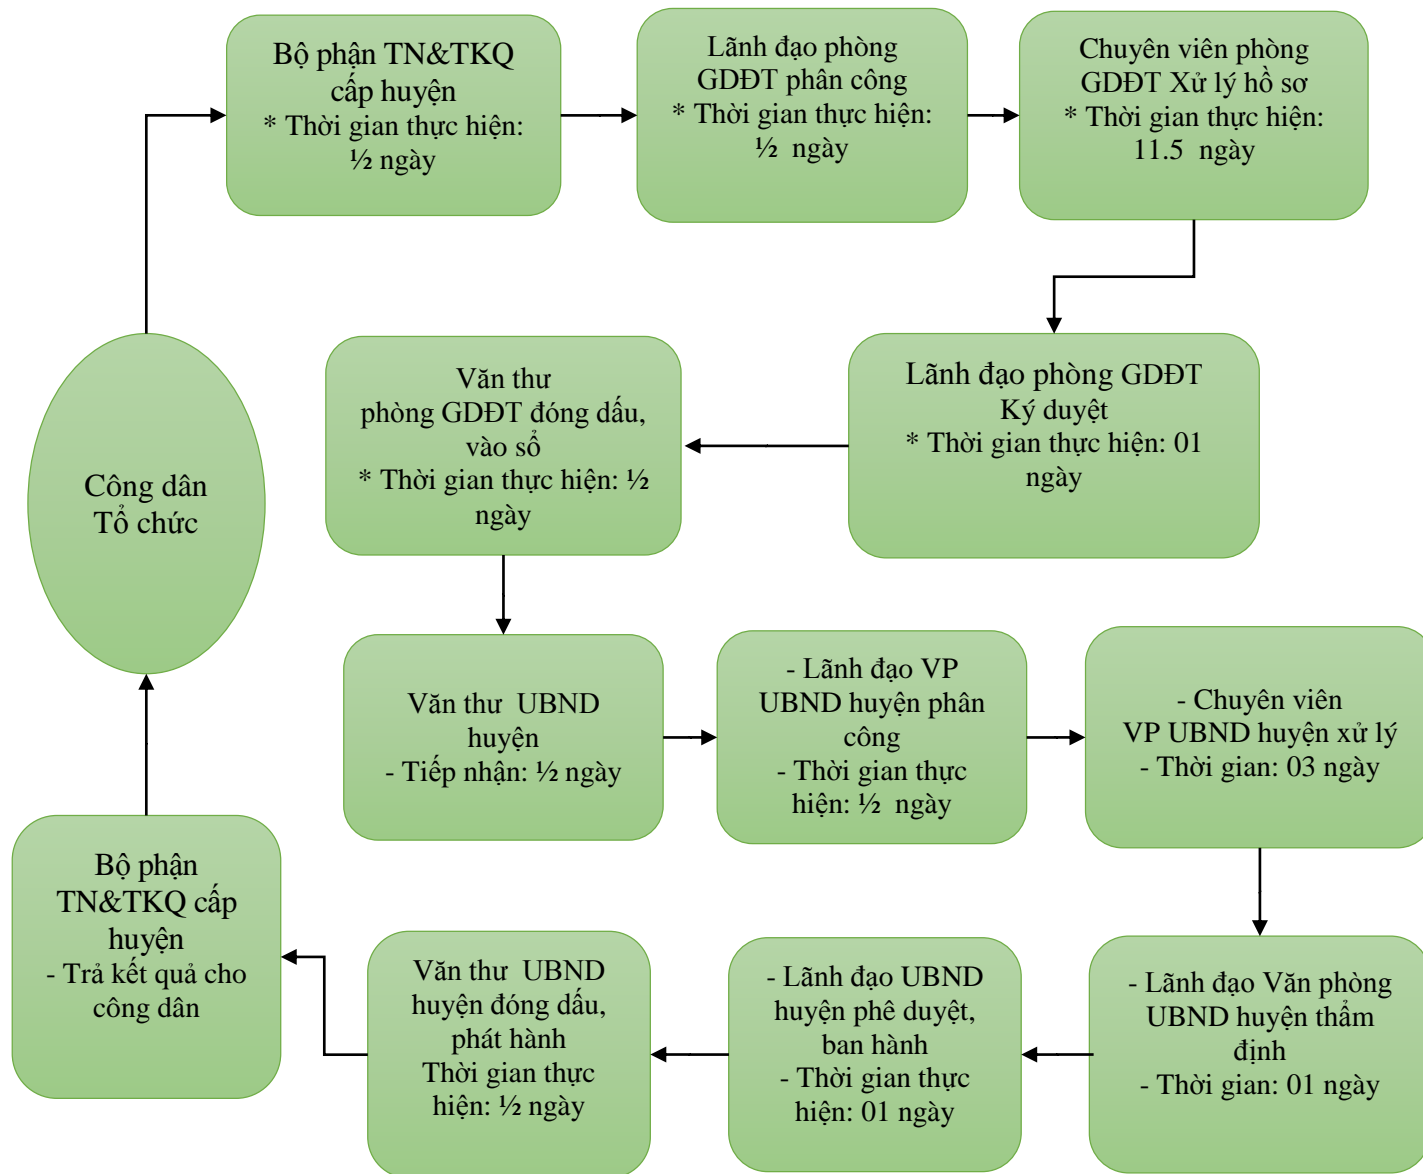 Bộ phận TN&TKQ
cấp huyện
* Thời gian thực hiện:
½ ngày
Lãnh đạo phòng
GDĐT phân công
* Thời gian thực hiện:
½ ngày
Chuyên viên phòng
GDĐT Xử lý hồ sơ
* Thời gian thực hiện:
11.5 ngày
Lãnh đạo phòng GDĐT
Ký duyệt
* Thời gian thực hiện: 01
ngày
Văn thư
phòng GDĐT đóng dấu,
vào sổ
* Thời gian thực hiện: ½
ngày
Công dân
Tổ chức
Văn thư UBND
huyện
- Tiếp nhận: ½ ngày
- Lãnh đạo VP
UBND huyện phân
công
- Thời gian thực
hiện: ½ ngày
- Chuyên viên
VP UBND huyện xử lý
- Thời gian: 03 ngày
- Lãnh đạo Văn phòng
UBND huyện thẩm
định
- Thời gian: 01 ngày
- Lãnh đạo UBND
huyện phê duyệt,
ban hành
- Thời gian thực
hiện: 01 ngày
Văn thư UBND
huyện đóng dấu,
phát hành
Thời gian thực
hiện: ½ ngày
Bộ phận
TN&TKQ cấp
huyện
- Trả kết quả cho
công dân